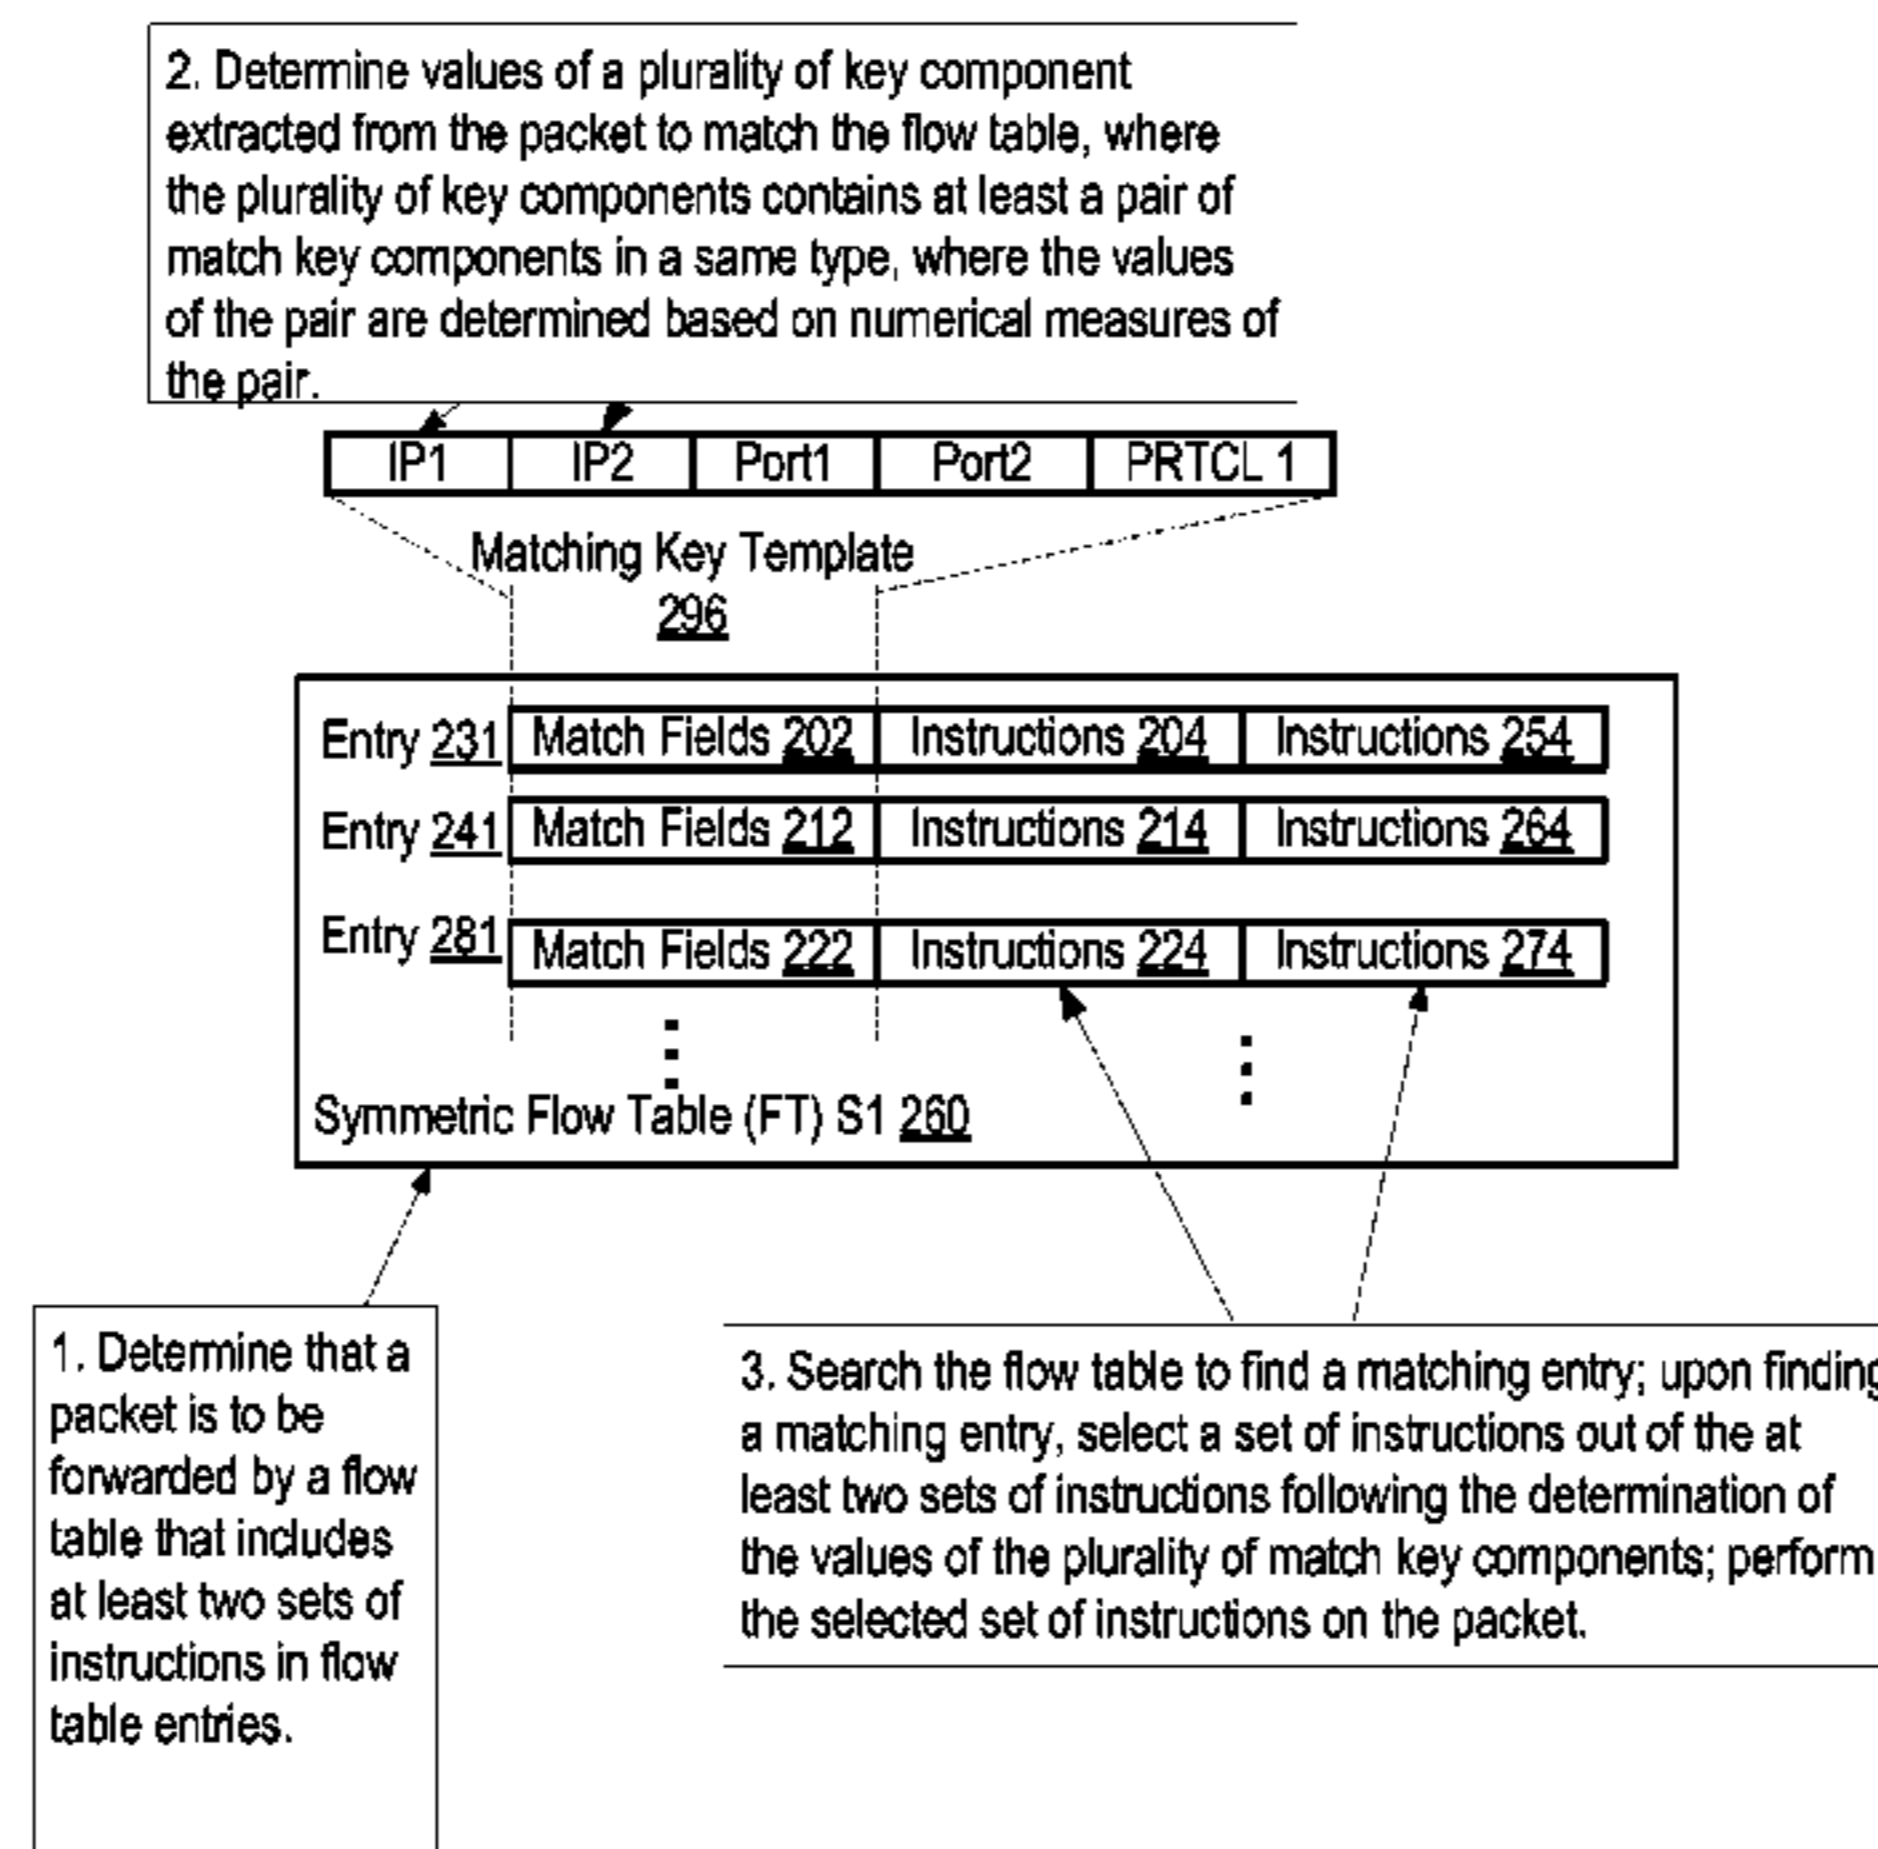 2. Determine values of a plurality of key component
extracted from the packet to match the flow table, where
the plurality of key components contains at least a pair of
match key components in a same type, where the values
of the pair are determined based on numerical measures of
the pair.
IP1 IP2 Port1 Port2 PRTCL 1
Matching Key Template
296
Entry 231 Match Fields 202 Instructions 204 Instructions 254
Entry 241 Match Fields 212 Instructions 214 Instructions 264
Entry 281 Match Fields 222 Instructions 224 Instructions 274
Symmetric Flow Table (FT) S1 260
1. Determine that a
packet is to be
forwarded by a flow
table that includes
at least two sets of
instructions in flow
table entries.
3. Search the flow table to find a matching entry; upon finding
a matching entry, select a set of instructions out of the at
least two sets of instructions following the determination of
the values of the plurality of match key components; perform
the selected set of instructions on the packet.